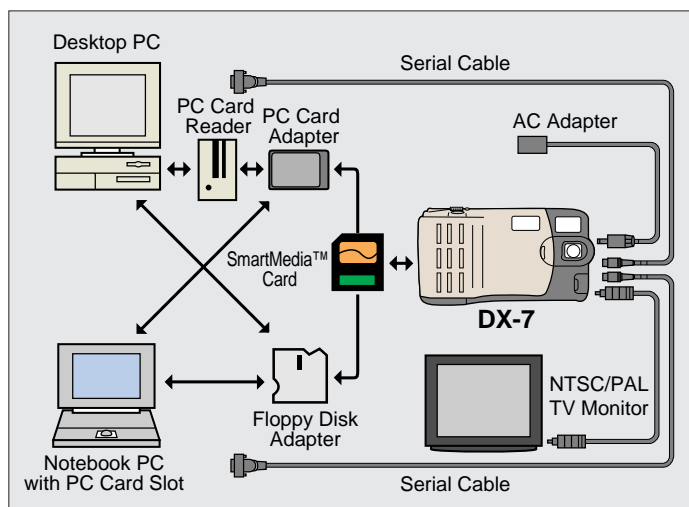 Desktop PC
Serial Cable
PC Card
Reader
PC Card
Adapter
AC Adapter
SmartMedia™
Card
DX-7
NTSC/PAL
TV Monitor
Floppy Disk
Adapter
Notebook PC
with PC Card Slot
Serial Cable